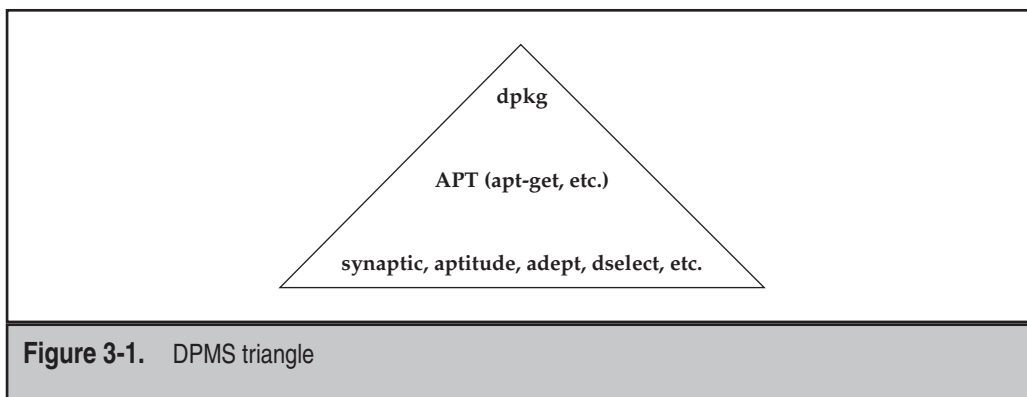 dpkg
APT (apt-get, etc.)
synaptic, aptitude, adept, dselect, etc.
Figure 3-1. DPMS triangle